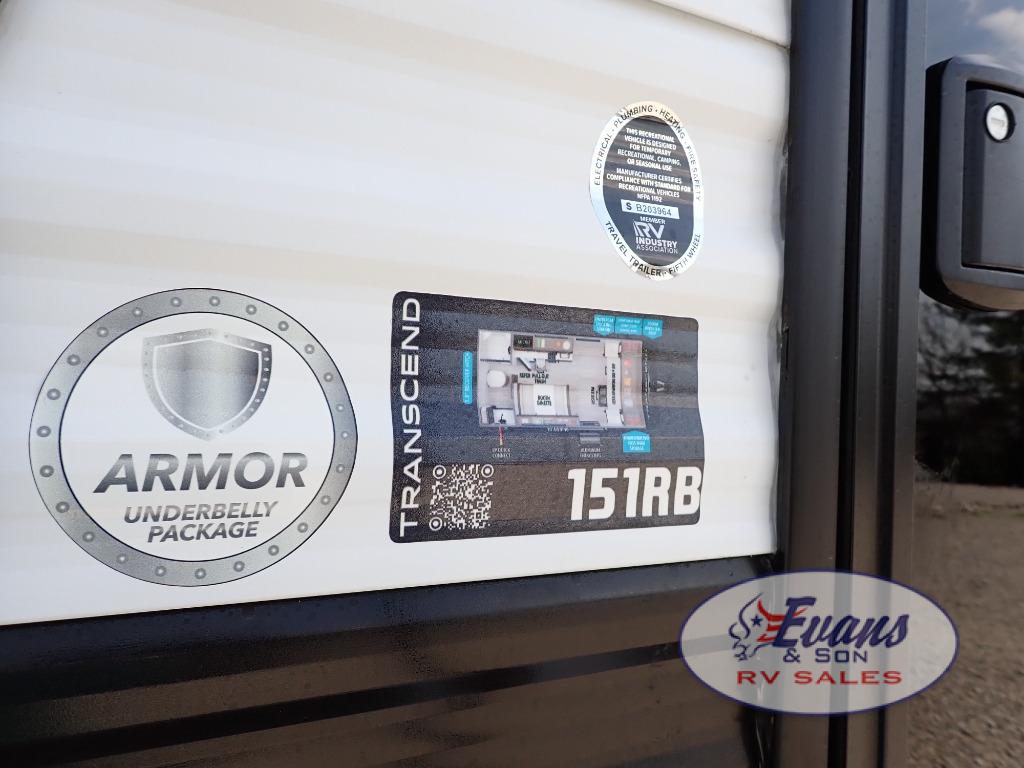 ELECTRICAL · PLUMBING · HEATING · FIRE SAFETY
THIS RECREATIONAL
VEHICLE IS DESIGNED
FOR TEMPORARY
RECREATIONAL, CAMPING,
OR SEASONAL USE
MANUFACTURER CERTIFIES
COMPLIANCE WITH STANDARD FOR
RECREATIONAL VEHICLES
NFPA 1192
S B203964
MEMBER
RV
INDUSTRY
ASSOCIATION
TRAVEL TRAILER · FIFTH WHEEL
ARMOR
UNDERBELLY
PACKAGE
TRANSCEND
151RB
Evans
& SON
RV SALES